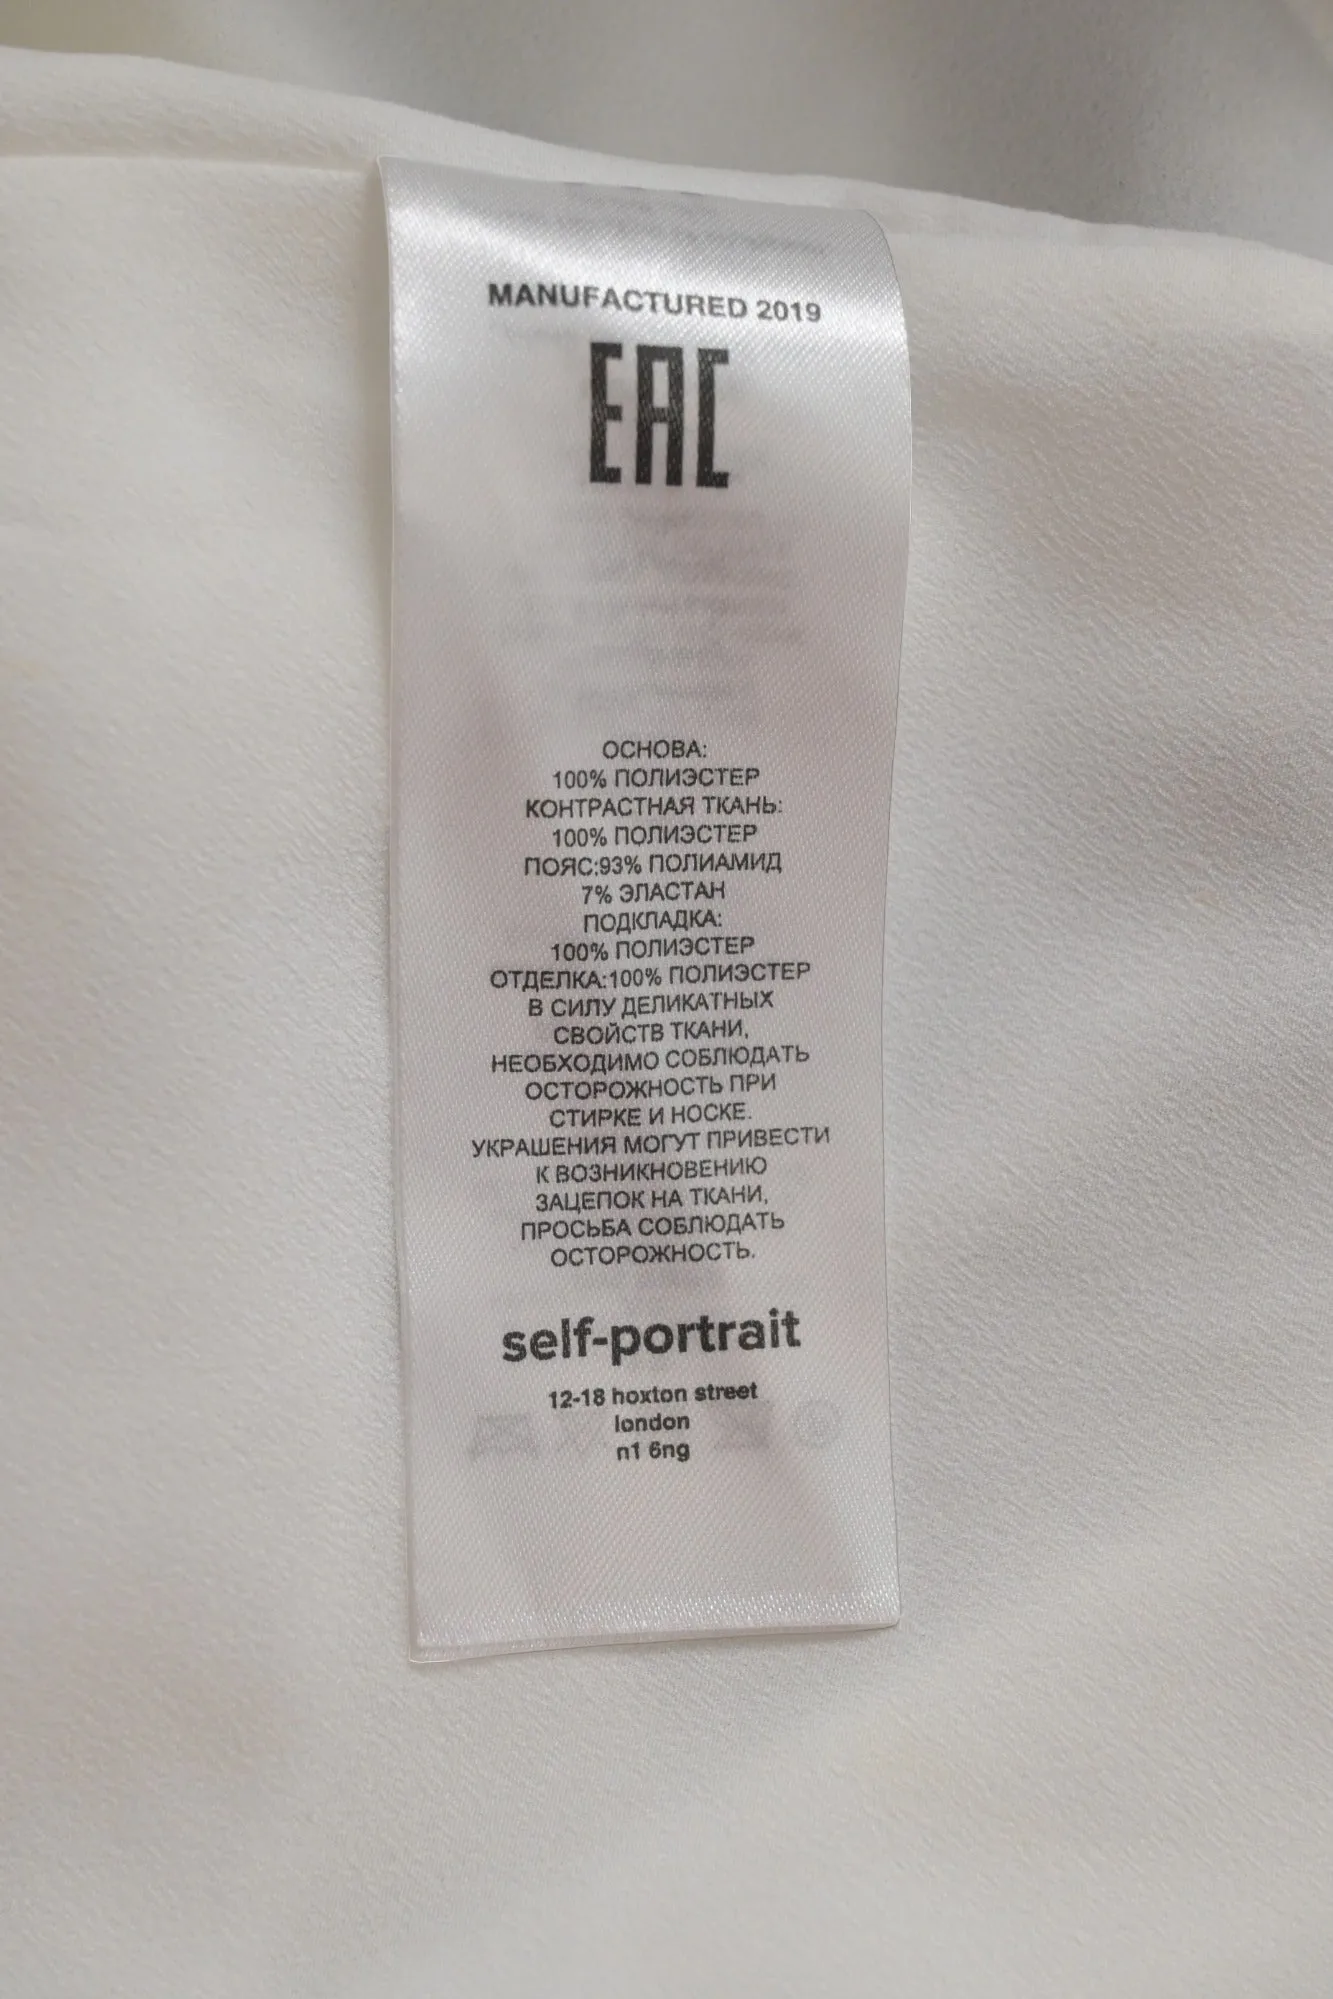 MANUFACTURED 2019
EAC
ОСНОВА:
100% ПОЛИЭСТЕР
КОНТРАСТНАЯ ТКАНЬ:
100% ПОЛИЭСТЕР
ПОЯС:93% ПОЛИАМИД
7% ЭЛАСТАН
ПОДКЛАДКА:
100% ПОЛИЭСТЕР
ОТДЕЛКА:100% ПОЛИЭСТЕР
В СИЛУ ДЕЛИКАТНЫХ
СВОЙСТВ ТКАНИ,
НЕОБХОДИМО СОБЛЮДАТЬ
ОСТОРОЖНОСТЬ ПРИ
СТИРКЕ И НОСКЕ.
УКРАШЕНИЯ МОГУТ ПРИВЕСТИ
К ВОЗНИКНОВЕНИЮ
ЗАЦЕПОК НА ТКАНИ,
ПРОСЬБА СОБЛЮДАТЬ
ОСТОРОЖНОСТЬ.
self-portrait
12-18 hoxton street
london
n1 6ng